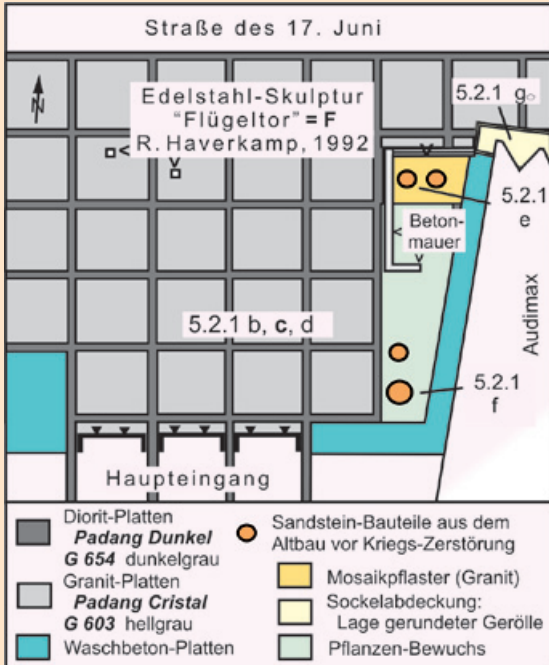 Straße des 17. Juni
N
Edelstahl-Skulptur
"Flügeltor" = F
R. Haverkamp, 1992
5.2.1 g
5.2.1
e
Beton-
mauer
Audimax
5.2.1 b, c, d
5.2.1
f
Haupteingang
Diorit-Platten
Padang Dunkel
G 654 dunkelgrau
Granit-Platten
Padang Cristal
G 603 hellgrau
Waschbeton-Platten
Sandstein-Bauteile aus dem
Altbau vor Kriegs-Zerstörung
Mosaikpflaster (Granit)
Sockelabdeckung:
Lage gerundeter Gerölle
Pflanzen-Bewuchs